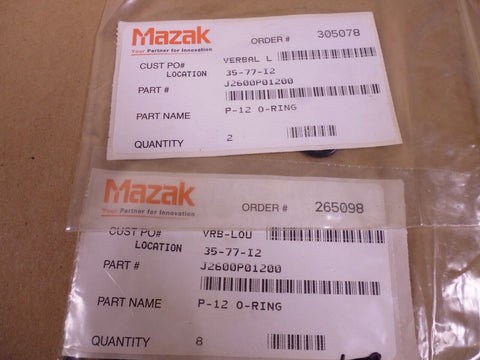 Mazak
Your Partner for Innovation
ORDER # 305078
CUST PO# VERBAL L
LOCATION 35-77-I2
PART # J2600P01200
PART NAME P-12 O-RING
QUANTITY 2
Mazak
Your Partner for Innovation
ORDER # 265098
CUST PO# VRB-LOU
LOCATION 35-77-I2
PART # J2600P01200
PART NAME P-12 O-RING
QUANTITY 8